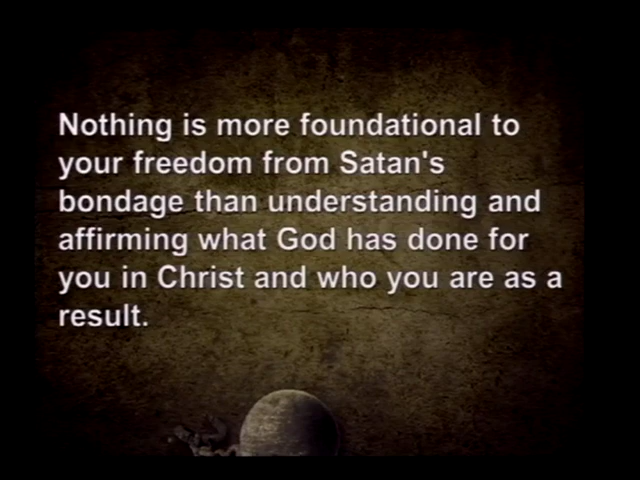 Nothing is more foundational to
your freedom from Satan's
bondage than understanding and
affirming what God has done for
you in Christ and who you are as a
result.